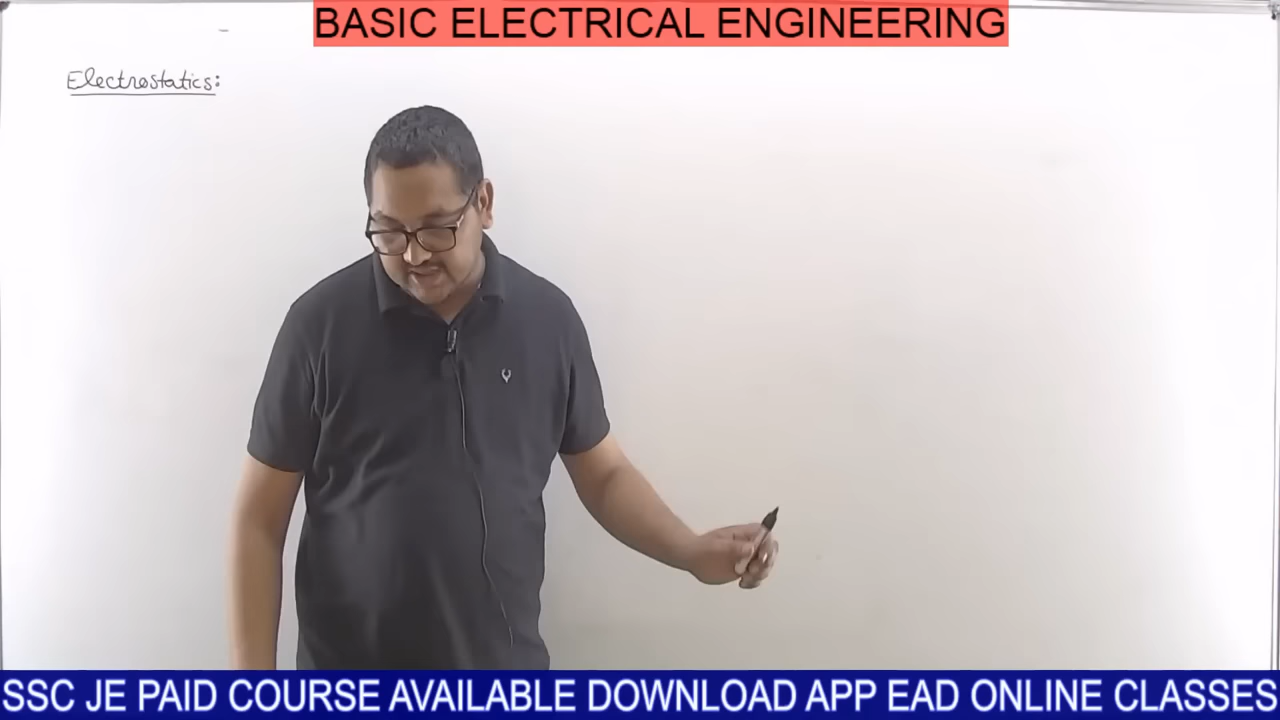 BASIC ELECTRICAL ENGINEERING
Electrostatics:
SSC JE PAID COURSE AVAILABLE DOWNLOAD APP EAD ONLINE CLASSES